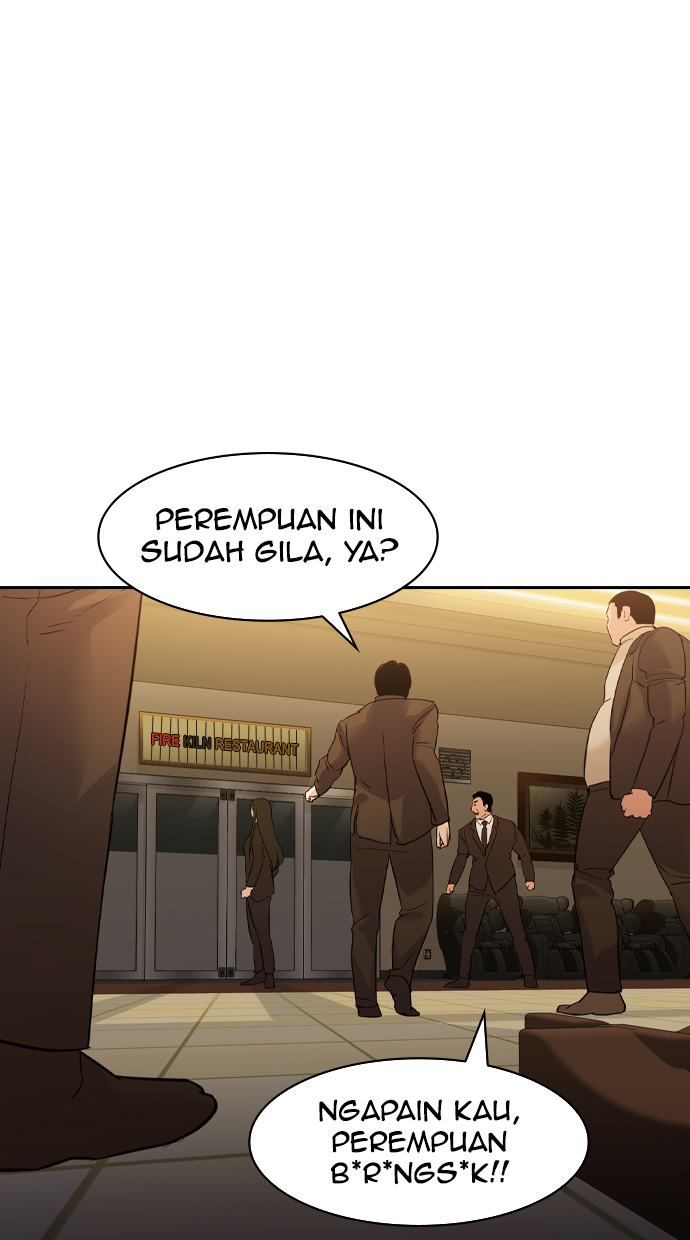 PEREMPUAN INI
SUDAH GILA, YA?
FIRE KILN RESTAURANT
NGAPAIN KAU,
PEREMPUAN
B*R*NGS*K!!